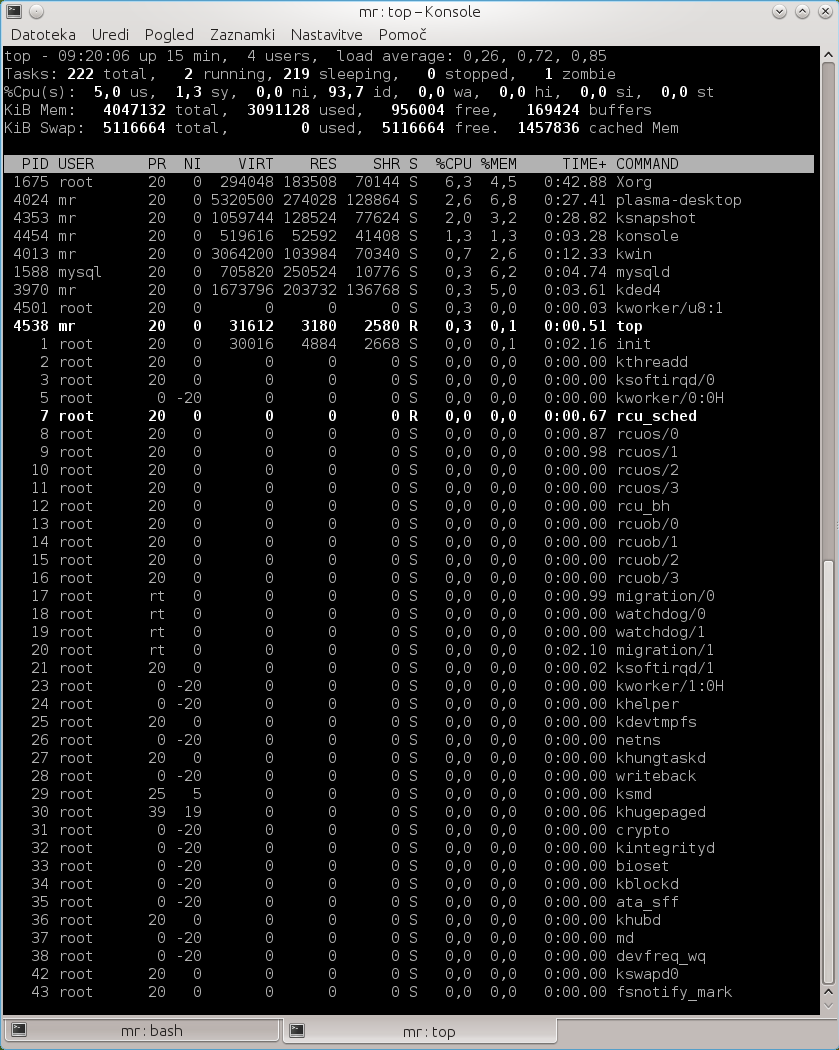 mr : top – Konsole
Datoteka Uredi Pogled Zaznamki Nastavitve Pomoč
top - 09:20:06 up 15 min,  4 users,  load average: 0,26, 0,72, 0,85
Tasks: 222 total,   2 running, 219 sleeping,   0 stopped,   1 zombie
%Cpu(s):  5,0 us,  1,3 sy,  0,0 ni, 93,7 id,  0,0 wa,  0,0 hi,  0,0 si,  0,0 st
KiB Mem:   4047132 total,  3091128 used,   956004 free,   169424 buffers
KiB Swap:  5116664 total,        0 used,  5116664 free.  1457836 cached Mem
PID USER PR NI VIRT RES SHR S %CPU %MEM TIME+ COMMAND
1675 root 20 0 294048 183508 70144 S 6,3 4,5 0:42.88 Xorg
4024 mr 20 0 5320500 274028 128864 S 2,6 6,8 0:27.41 plasma-desktop
4353 mr 20 0 1059744 128524 77624 S 2,0 3,2 0:28.82 ksnapshot
4454 mr 20 0 519616 52592 41408 S 1,3 1,3 0:03.28 konsole
4013 mr 20 0 3064200 103984 70340 S 0,7 2,6 0:12.33 kwin
1588 mysql 20 0 705820 250524 10776 S 0,3 6,2 0:04.74 mysqld
3970 mr 20 0 1673796 203732 136768 S 0,3 5,0 0:03.61 kded4
4501 root 20 0 0 0 0 S 0,3 0,0 0:00.03 kworker/u8:1
4538 mr 20 0 31612 3180 2580 R 0,3 0,1 0:00.51 top
1 root 20 0 30016 4884 2668 S 0,0 0,1 0:02.16 init
2 root 20 0 0 0 0 S 0,0 0,0 0:00.00 kthreadd
3 root 20 0 0 0 0 S 0,0 0,0 0:00.00 ksoftirqd/0
5 root 0 -20 0 0 0 S 0,0 0,0 0:00.00 kworker/0:0H
7 root 20 0 0 0 0 R 0,0 0,0 0:00.67 rcu_sched
8 root 20 0 0 0 0 S 0,0 0,0 0:00.87 rcuos/0
9 root 20 0 0 0 0 S 0,0 0,0 0:00.98 rcuos/1
10 root 20 0 0 0 0 S 0,0 0,0 0:00.00 rcuos/2
11 root 20 0 0 0 0 S 0,0 0,0 0:00.00 rcuos/3
12 root 20 0 0 0 0 S 0,0 0,0 0:00.00 rcu_bh
13 root 20 0 0 0 0 S 0,0 0,0 0:00.00 rcuob/0
14 root 20 0 0 0 0 S 0,0 0,0 0:00.00 rcuob/1
15 root 20 0 0 0 0 S 0,0 0,0 0:00.00 rcuob/2
16 root 20 0 0 0 0 S 0,0 0,0 0:00.00 rcuob/3
17 root rt 0 0 0 0 S 0,0 0,0 0:00.99 migration/0
18 root rt 0 0 0 0 S 0,0 0,0 0:00.00 watchdog/0
19 root rt 0 0 0 0 S 0,0 0,0 0:00.00 watchdog/1
20 root rt 0 0 0 0 S 0,0 0,0 0:02.10 migration/1
21 root 20 0 0 0 0 S 0,0 0,0 0:00.02 ksoftirqd/1
23 root 0 -20 0 0 0 S 0,0 0,0 0:00.00 kworker/1:0H
24 root 0 -20 0 0 0 S 0,0 0,0 0:00.00 khelper
25 root 20 0 0 0 0 S 0,0 0,0 0:00.00 kdevtmpfs
26 root 0 -20 0 0 0 S 0,0 0,0 0:00.00 netns
27 root 20 0 0 0 0 S 0,0 0,0 0:00.00 khungtaskd
28 root 0 -20 0 0 0 S 0,0 0,0 0:00.00 writeback
29 root 25 5 0 0 0 S 0,0 0,0 0:00.00 ksmd
30 root 39 19 0 0 0 S 0,0 0,0 0:00.06 khugepaged
31 root 0 -20 0 0 0 S 0,0 0,0 0:00.00 crypto
32 root 0 -20 0 0 0 S 0,0 0,0 0:00.00 kintegrityd
33 root 0 -20 0 0 0 S 0,0 0,0 0:00.00 bioset
34 root 0 -20 0 0 0 S 0,0 0,0 0:00.00 kblockd
35 root 0 -20 0 0 0 S 0,0 0,0 0:00.00 ata_sff
36 root 20 0 0 0 0 S 0,0 0,0 0:00.00 khubd
37 root 0 -20 0 0 0 S 0,0 0,0 0:00.00 md
38 root 0 -20 0 0 0 S 0,0 0,0 0:00.00 devfreq_wq
42 root 20 0 0 0 0 S 0,0 0,0 0:00.00 kswapd0
43 root 20 0 0 0 0 S 0,0 0,0 0:00.00 fsnotify_mark
mr : bash mr : top